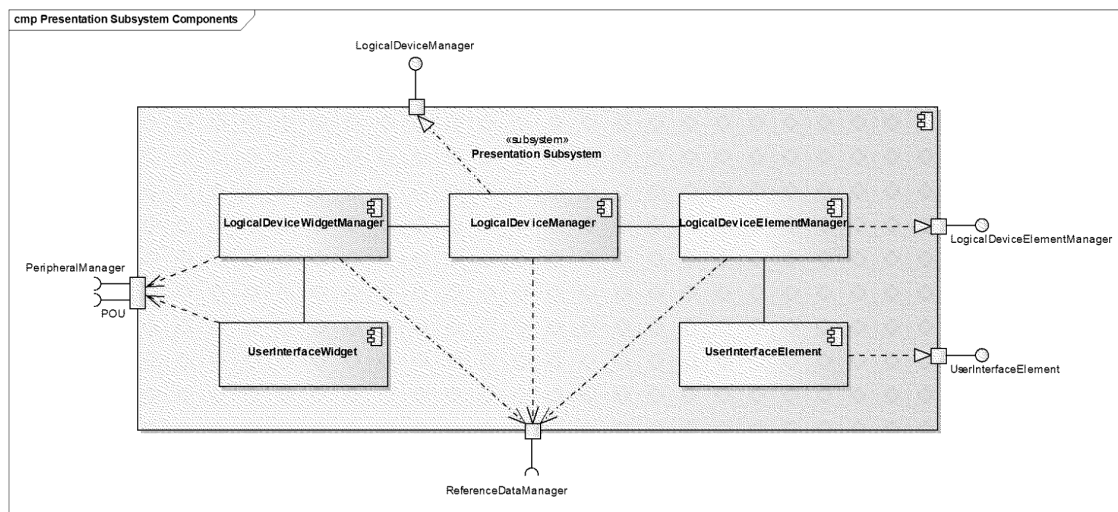 cmp Presentation Subsystem Components
LogicalDeviceManager
«subsystem»
Presentation Subsystem
LogicalDeviceWidgetManager
LogicalDeviceManager
LogicalDeviceElementManager
LogicalDeviceElementManager
PeripheralManager
POU
UserInterfaceWidget
UserInterfaceElement
UserInterfaceElement
ReferenceDataManager